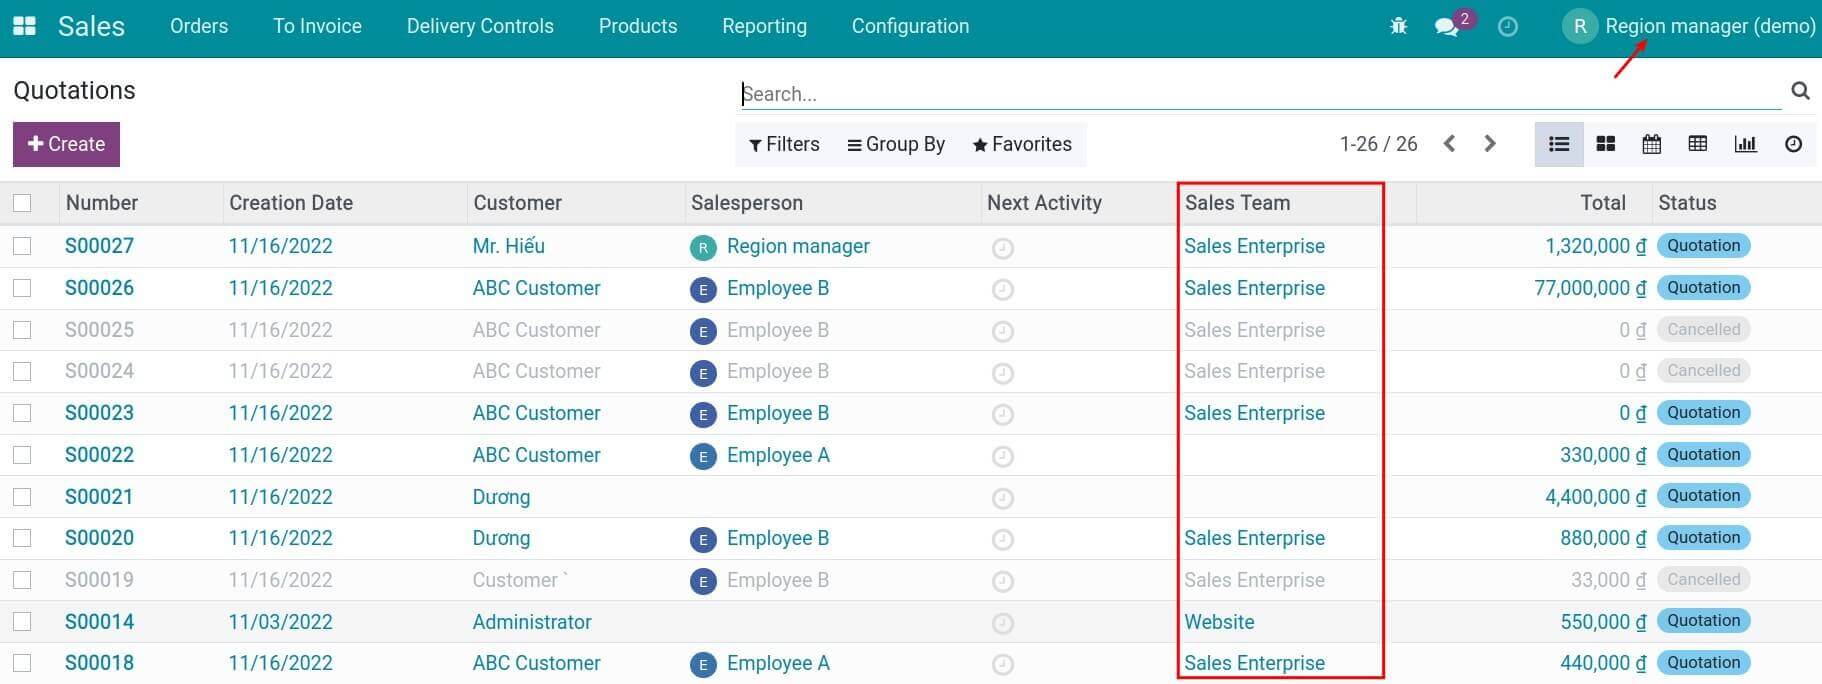 Sales Orders To Invoice Delivery Controls Products Reporting Configuration 2 R Region manager (demo)
Quotations Search...
Create Filters Group By Favorites 1-26 / 26
Number Creation Date Customer Salesperson Next Activity Sales Team Total Status
S00027 11/16/2022 Mr. Hiếu R Region manager Sales Enterprise 1,320,000 ₫ Quotation
S00026 11/16/2022 ABC Customer E Employee B Sales Enterprise 77,000,000 ₫ Quotation
S00025 11/16/2022 ABC Customer E Employee B Sales Enterprise 0 ₫ Cancelled
S00024 11/16/2022 ABC Customer E Employee B Sales Enterprise 0 ₫ Cancelled
S00023 11/16/2022 ABC Customer E Employee B Sales Enterprise 0 ₫ Quotation
S00022 11/16/2022 ABC Customer E Employee A 330,000 ₫ Quotation
S00021 11/16/2022 Dương 4,400,000 ₫ Quotation
S00020 11/16/2022 Dương E Employee B Sales Enterprise 880,000 ₫ Quotation
S00019 11/16/2022 Customer ` E Employee B Sales Enterprise 33,000 ₫ Cancelled
S00014 11/03/2022 Administrator Website 550,000 ₫ Quotation
S00018 11/16/2022 ABC Customer E Employee A Sales Enterprise 440,000 ₫ Quotation